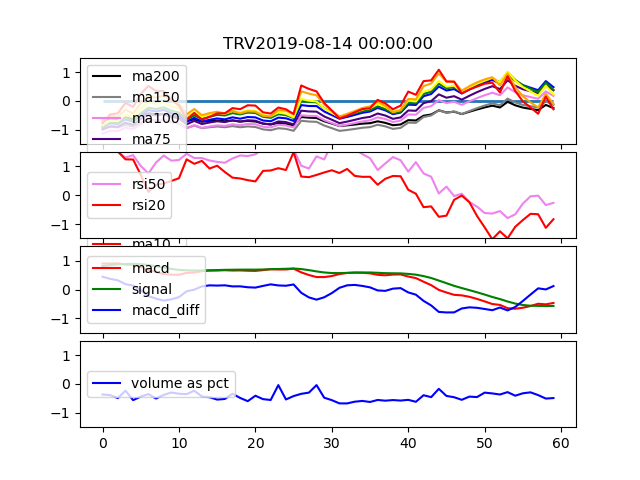 TRV2019-08-14 00:00:00
1
0
−1
ma200
ma150
ma100
ma75
1
0
−1
rsi50
rsi20
ma10
1
0
−1
macd
signal
macd_diff
1
0
−1
volume as pct
0 10 20 30 40 50 60